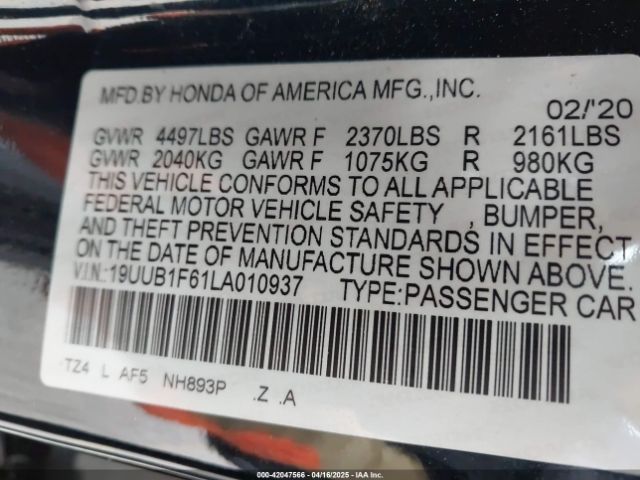 MFD.BY HONDA OF AMERICA MFG.,INC.
02/'20
GVWR 4497LBS GAWR F 2370LBS R 2161LBS
GVWR 2040KG GAWR F 1075KG R 980KG
THIS VEHICLE CONFORMS TO ALL APPLICABLE
FEDERAL MOTOR VEHICLE SAFETY , BUMPER,
AND THEFT PREVENTION STANDARDS IN EFFECT
ON THE DATE OF MANUFACTURE SHOWN ABOVE.
V.I.N.:19UUB1F61LA010937 TYPE:PASSENGER CAR
TZ4 L AF5 NH893P .Z .A
000-42047566 - 04/16/2025 - IAA Inc.